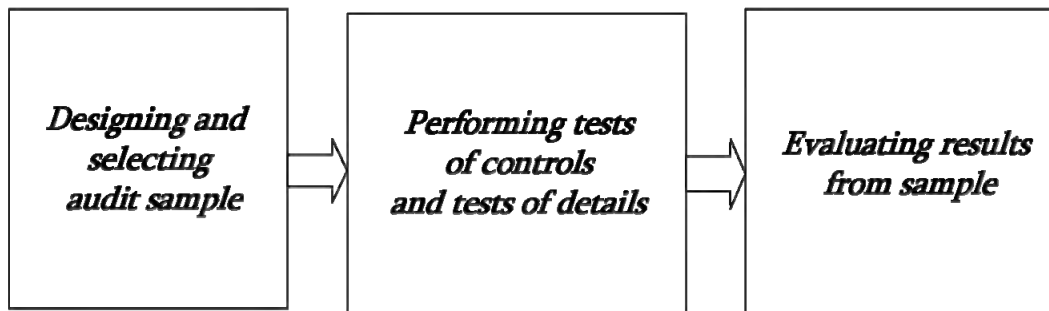 Designing and
selecting
audit sample
Performing tests
of controls
and tests of details
Evaluating results
from sample